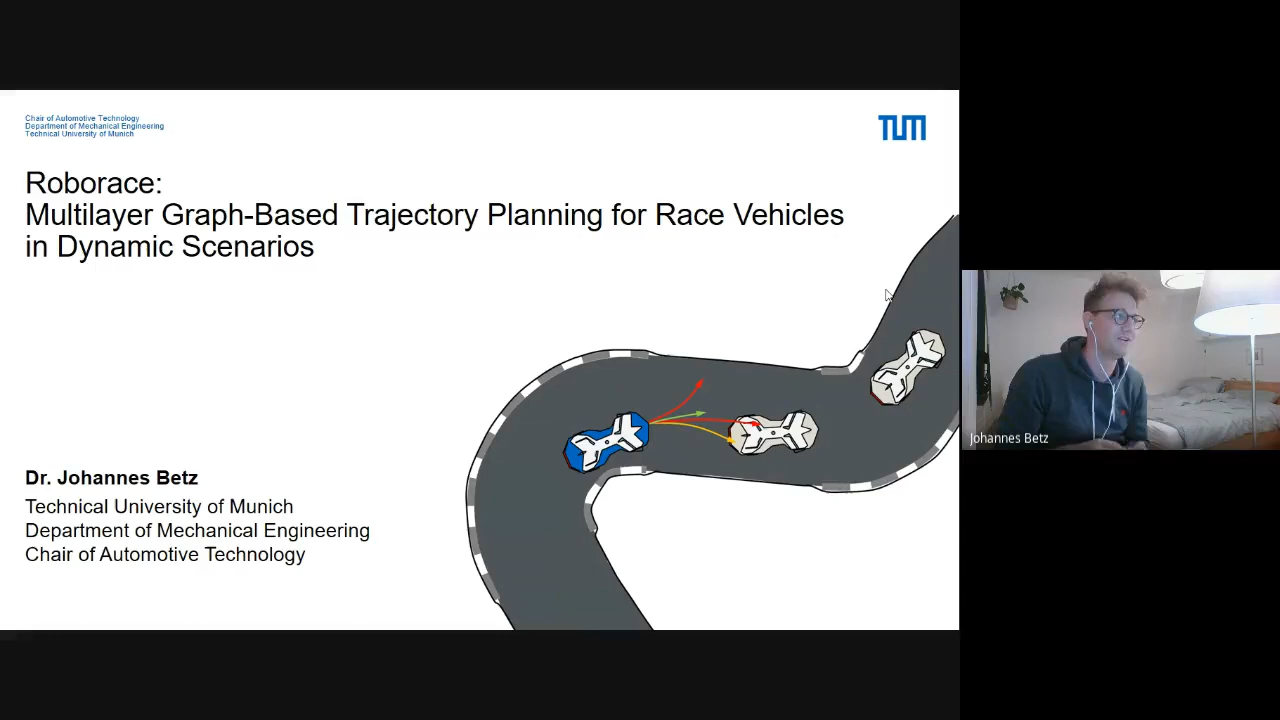 Chair of Automotive Technology
Department of Mechanical Engineering
Technical University of Munich
TUM
Roborace:
Multilayer Graph-Based Trajectory Planning for Race Vehicles
in Dynamic Scenarios
Dr. Johannes Betz
Technical University of Munich
Department of Mechanical Engineering
Chair of Automotive Technology
Johannes Betz